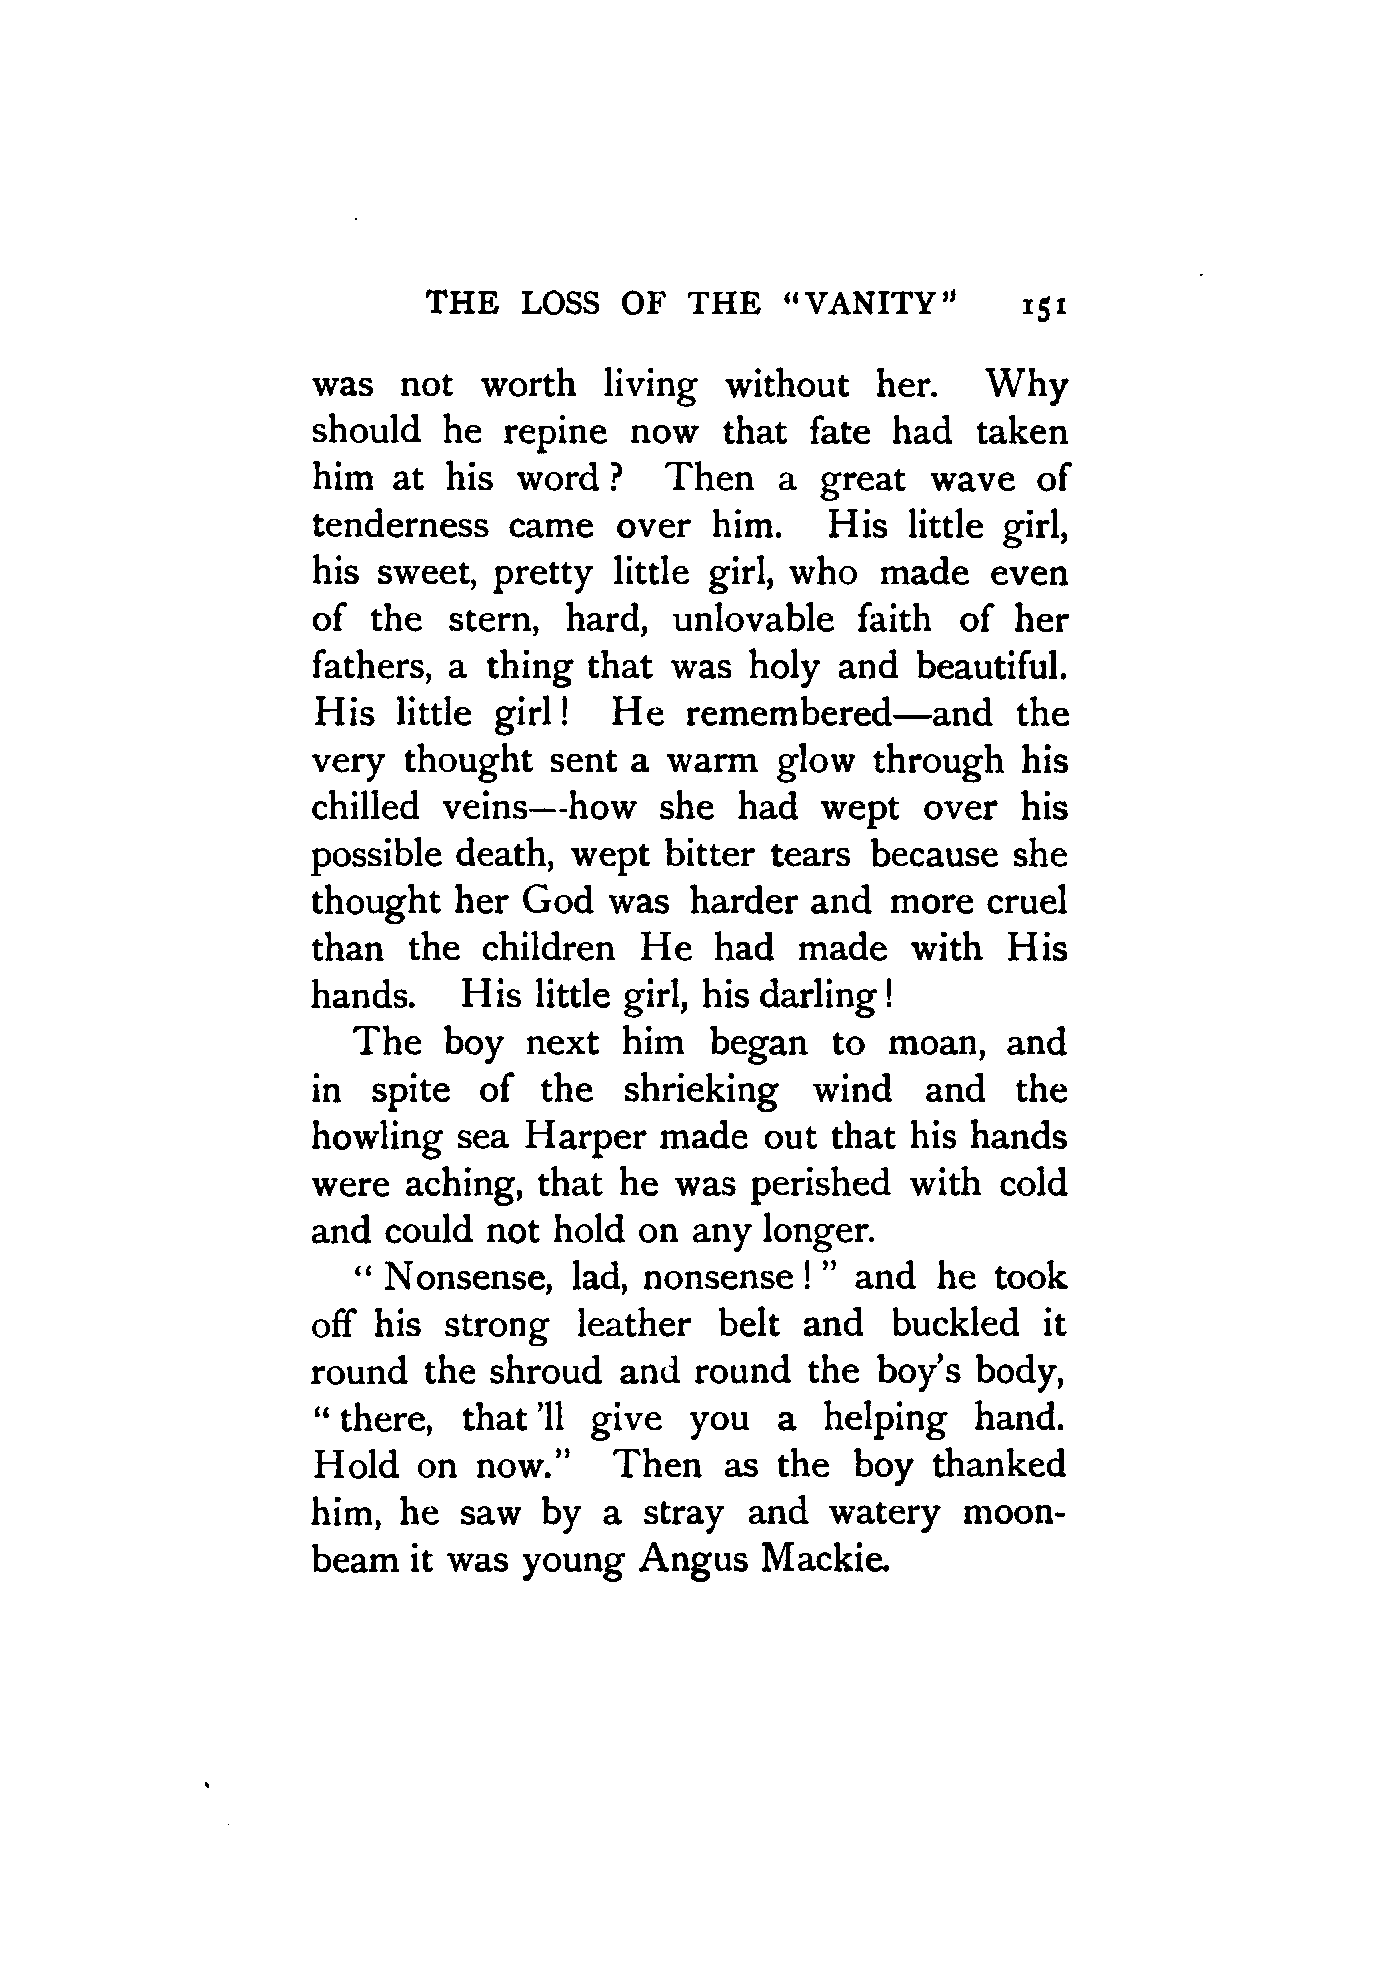 THE LOSS OF THE "VANITY" 151
was not worth living without her. Why
should he repine now that fate had taken
him at his word? Then a great wave of
tenderness came over him. His little girl,
his sweet, pretty little girl, who made even
of the stern, hard, unlovable faith of her
fathers, a thing that was holy and beautiful.
His little girl! He remembered—and the
very thought sent a warm glow through his
chilled veins—how she had wept over his
possible death, wept bitter tears because she
thought her God was harder and more cruel
than the children He had made with His
hands. His little girl, his darling!
The boy next him began to moan, and
in spite of the shrieking wind and the
howling sea Harper made out that his hands
were aching, that he was perished with cold
and could not hold on any longer.
"Nonsense, lad, nonsense!" and he took
off his strong leather belt and buckled it
round the shroud and round the boy's body,
"there, that 'll give you a helping hand.
Hold on now." Then as the boy thanked
him, he saw by a stray and watery moon-
beam it was young Angus Mackie.